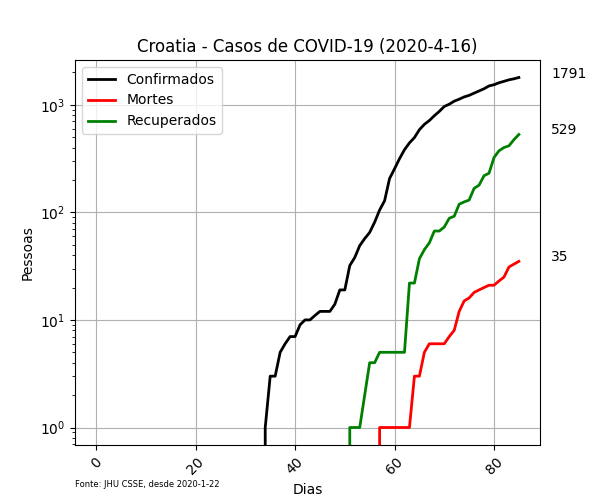 Croatia - Casos de COVID-19 (2020-4-16)
Confirmados
Mortes
Recuperados
1791
529
35
10³
10²
10¹
10⁰
Pessoas
0 20 40 60 80
Dias
Fonte: JHU CSSE, desde 2020-1-22